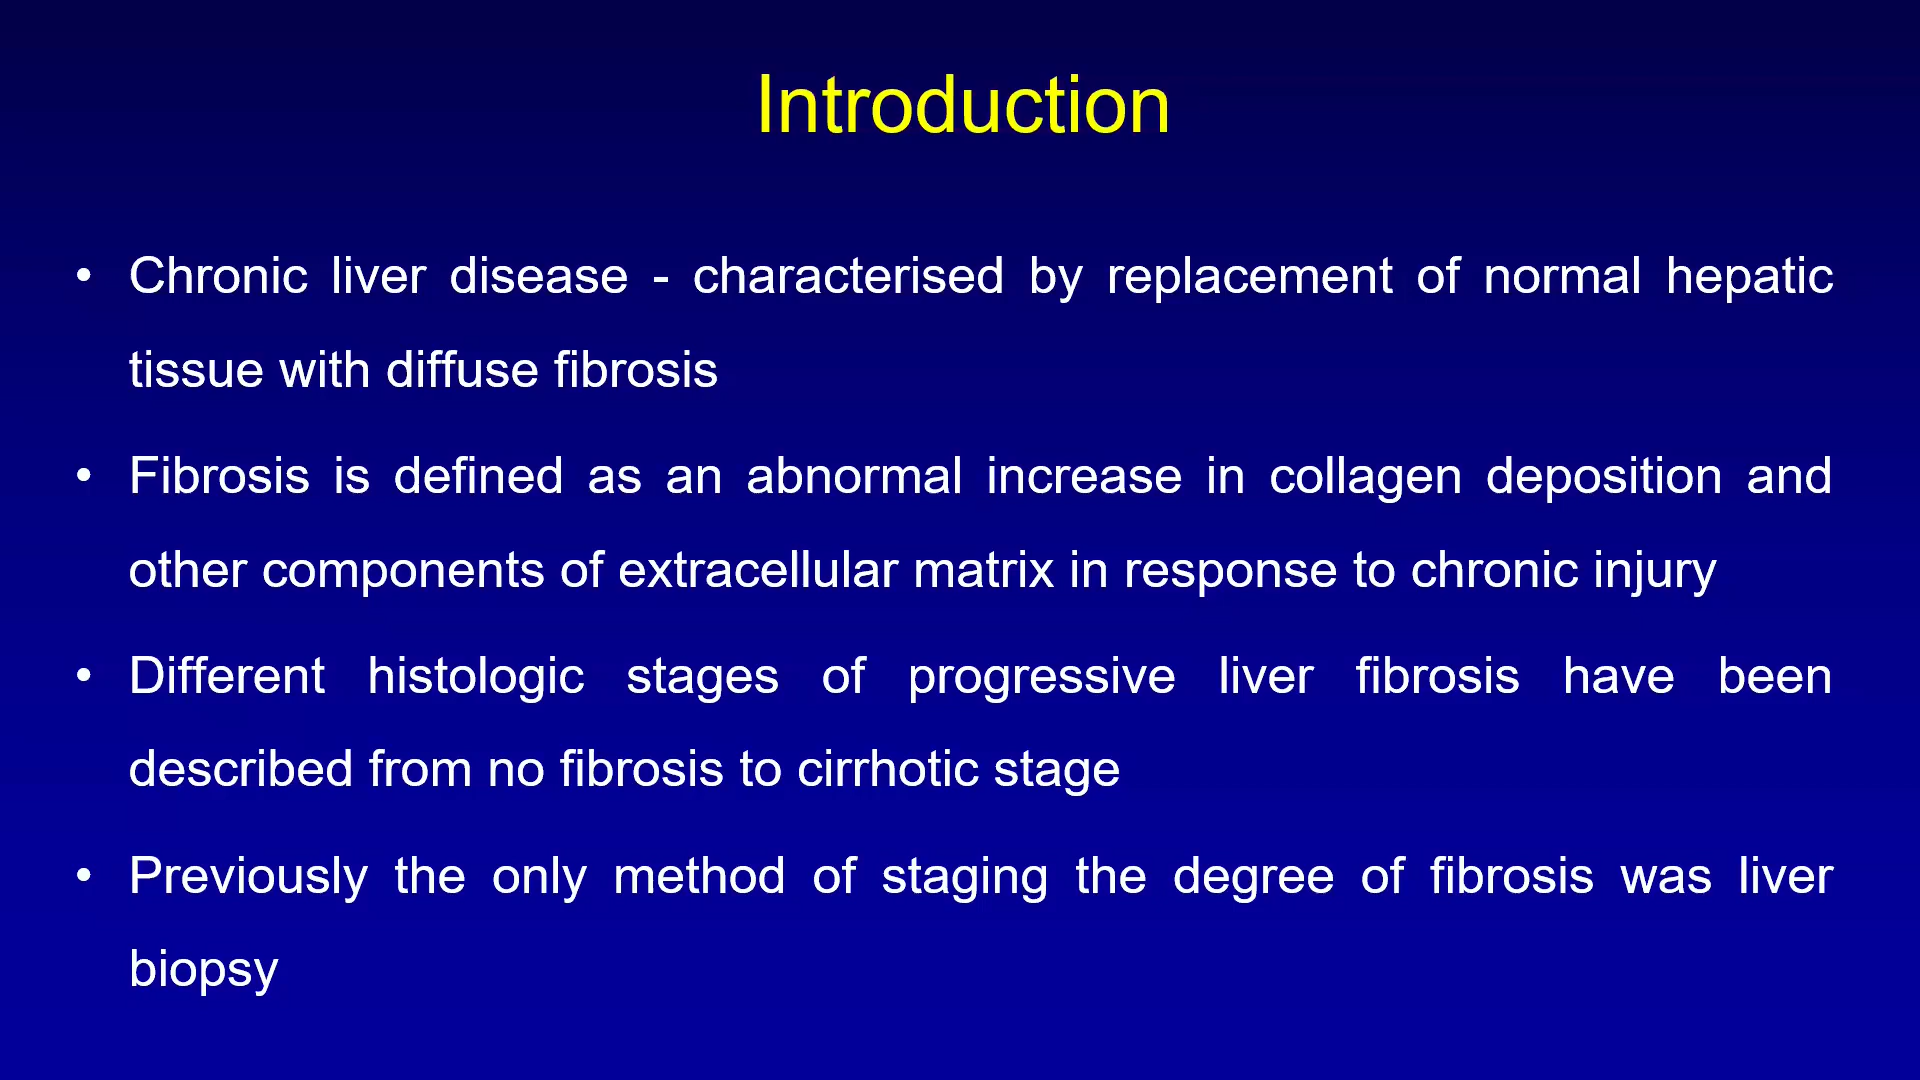 Introduction
• Chronic liver disease - characterised by replacement of normal hepatic
tissue with diffuse fibrosis
• Fibrosis is defined as an abnormal increase in collagen deposition and
other components of extracellular matrix in response to chronic injury
• Different histologic stages of progressive liver fibrosis have been
described from no fibrosis to cirrhotic stage
• Previously the only method of staging the degree of fibrosis was liver
biopsy